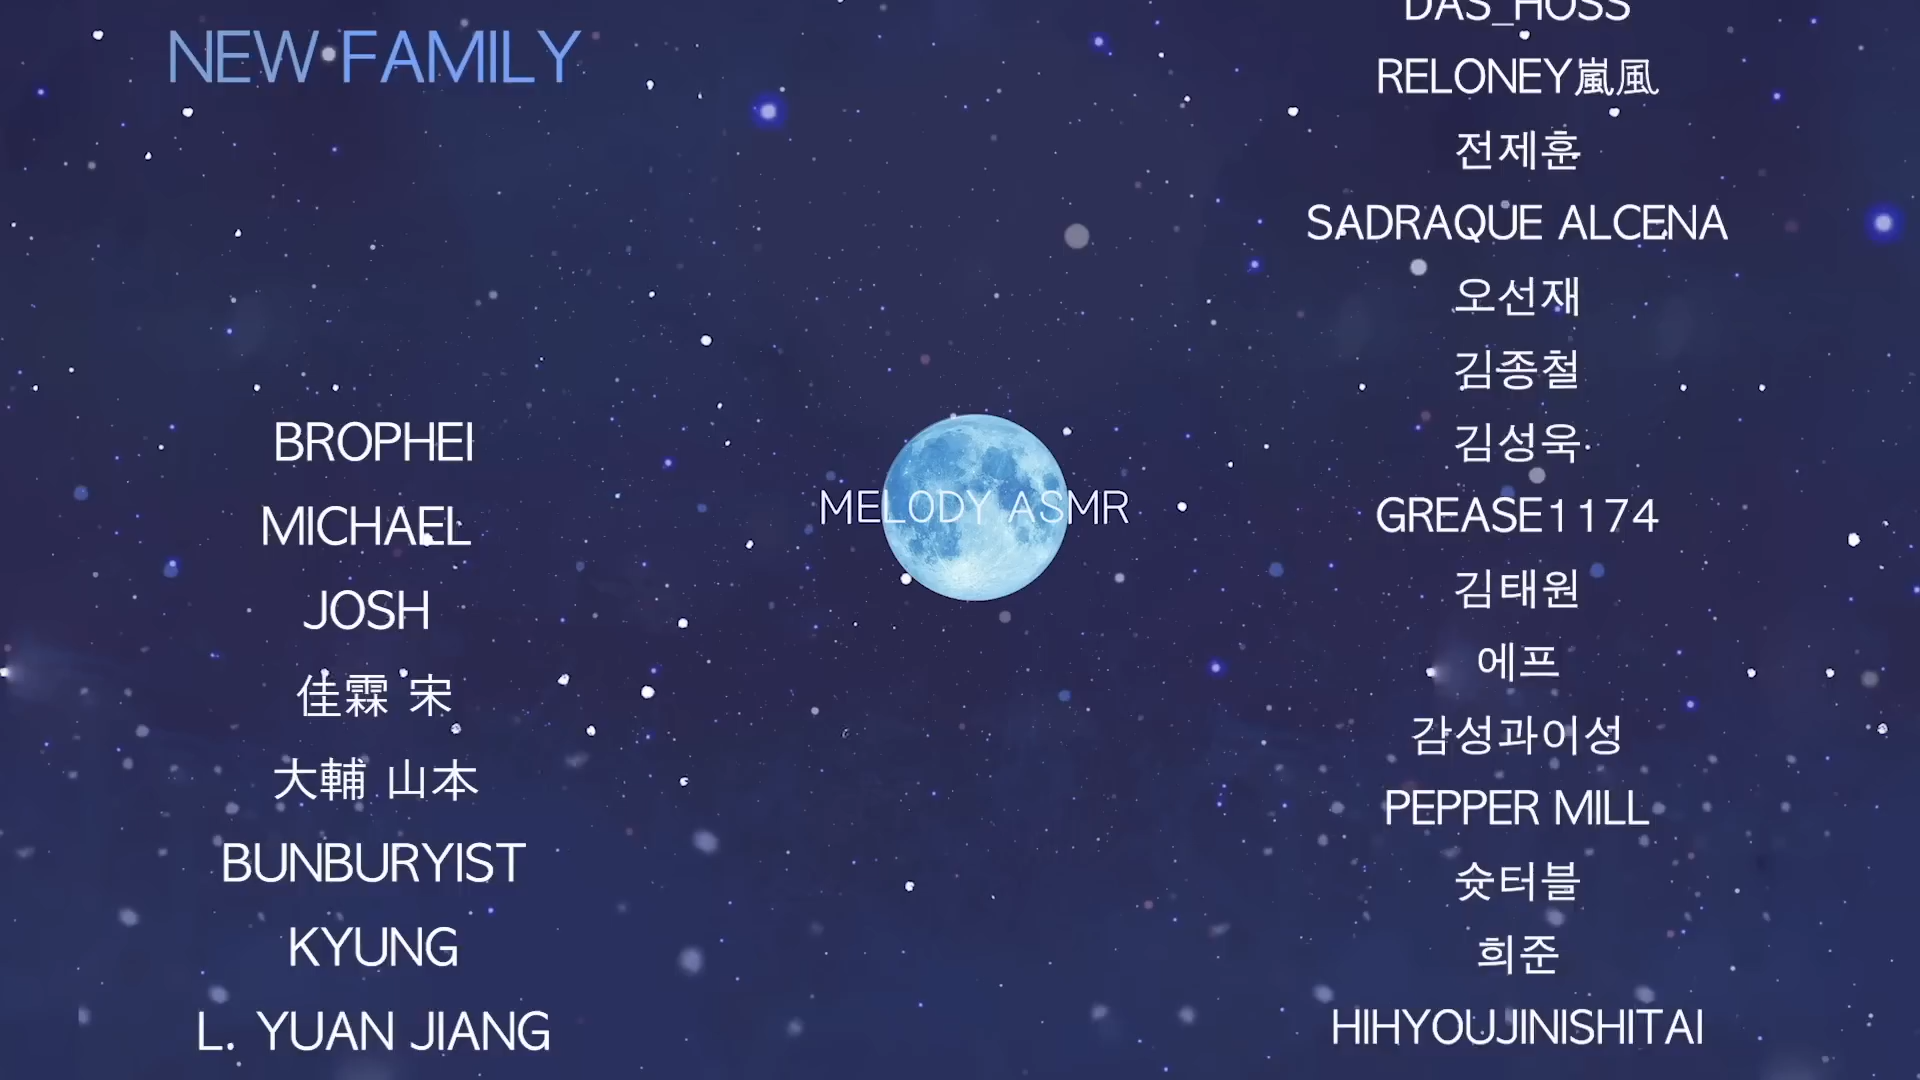 NEW FAMILY
BROPHEI
MICHAEL
JOSH
佳霖 宋
大輔 山本
BUNBURYIST
KYUNG
L. YUAN JIANG
MELODY ASMR
DAS_HOSS
RELONEY嵐風
전제훈
SADRAQUE ALCENA
오선재
김종철
김성욱
GREASE1174
김태원
에프
감성과이성
PEPPER MILL
슛터블
희준
HIHYOUJINISHITAI